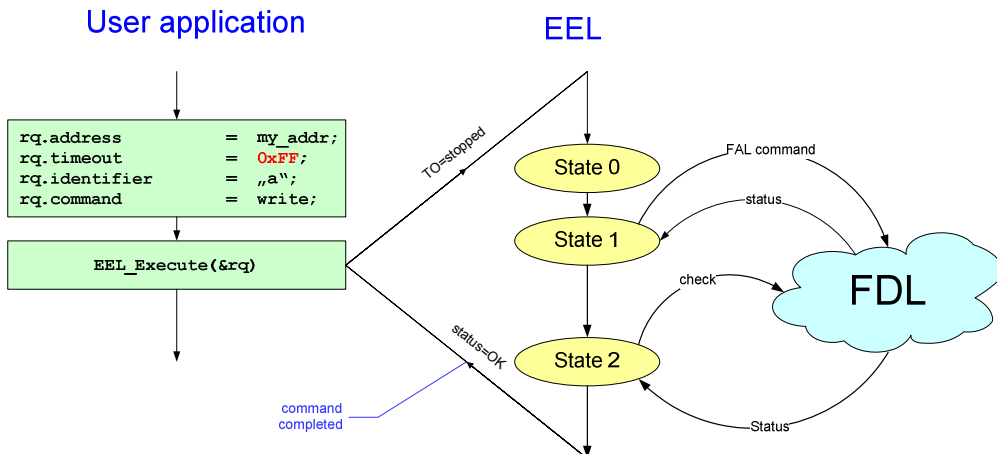 User application
EEL
rq.address = my_addr;
rq.timeout = 0xFF;
rq.identifier = „a“;
rq.command = write;
EEL_Execute(&rq)
TO=stopped
State 0
FAL command
State 1
status
check
FDL
status=OK
State 2
command
completed
Status